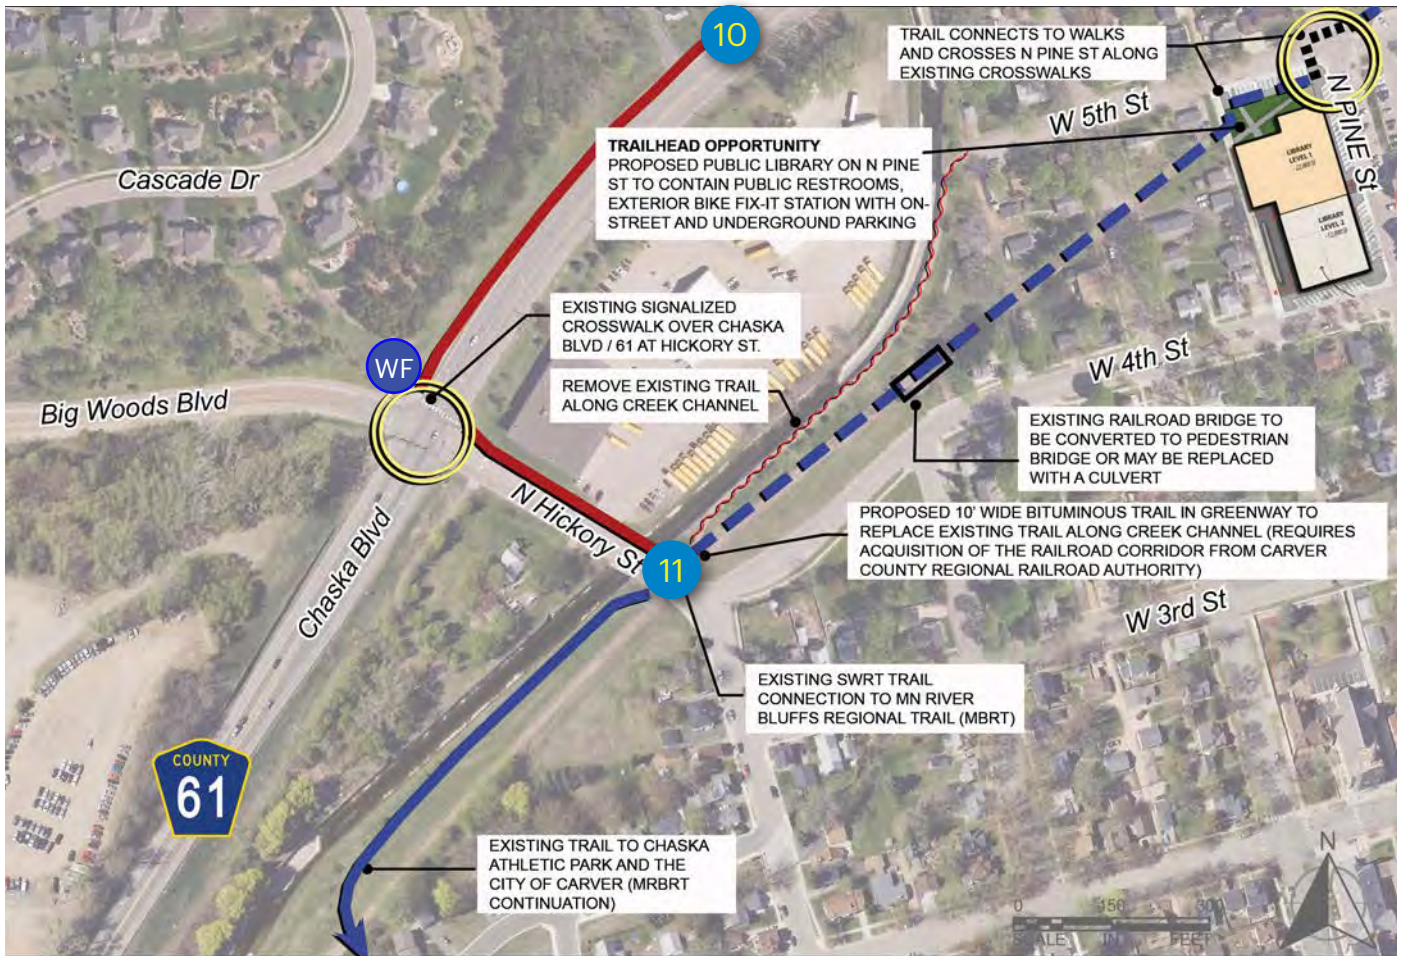 10
TRAIL CONNECTS TO WALKS
AND CROSSES N PINE ST ALONG
EXISTING CROSSWALKS
N PINE St
W 5th St
TRAILHEAD OPPORTUNITY
PROPOSED PUBLIC LIBRARY ON N PINE
ST TO CONTAIN PUBLIC RESTROOMS,
EXTERIOR BIKE FIX-IT STATION WITH ON-
STREET AND UNDERGROUND PARKING
LIBRARY
LEVEL 1
LIBRARY
LEVEL 2
Cascade Dr
EXISTING SIGNALIZED
CROSSWALK OVER CHASKA
BLVD / 61 AT HICKORY ST.
WF
W 4th St
REMOVE EXISTING TRAIL
ALONG CREEK CHANNEL
Big Woods Blvd
EXISTING RAILROAD BRIDGE TO
BE CONVERTED TO PEDESTRIAN
BRIDGE OR MAY BE REPLACED
WITH A CULVERT
N Hickory St
Chaska Blvd
PROPOSED 10' WIDE BITUMINOUS TRAIL IN GREENWAY TO
REPLACE EXISTING TRAIL ALONG CREEK CHANNEL (REQUIRES
ACQUISITION OF THE RAILROAD CORRIDOR FROM CARVER
COUNTY REGIONAL RAILROAD AUTHORITY)
11
W 3rd St
EXISTING SWRT TRAIL
CONNECTION TO MN RIVER
BLUFFS REGIONAL TRAIL (MBRT)
COUNTY
61
EXISTING TRAIL TO CHASKA
ATHLETIC PARK AND THE
CITY OF CARVER (MRBRT
CONTINUATION)
N
0 150 300
SCALE IN FEET